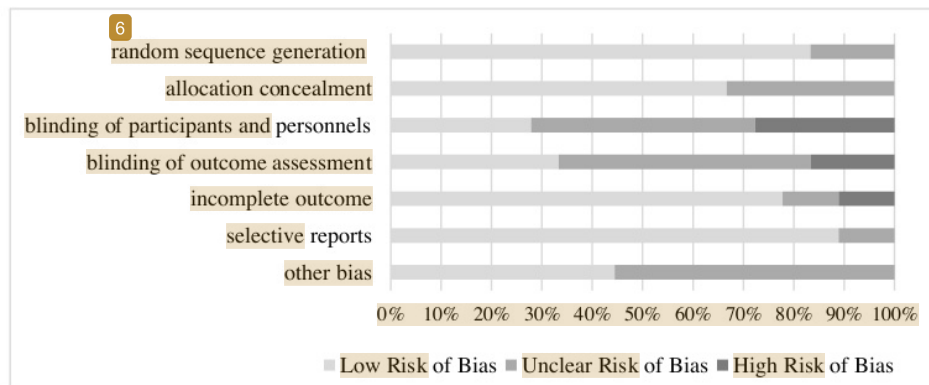 6
random sequence generation
allocation concealment
blinding of participants and personnels
blinding of outcome assessment
incomplete outcome
selective reports
other bias
0% 10% 20% 30% 40% 50% 60% 70% 80% 90% 100%
Low Risk of Bias Unclear Risk of Bias High Risk of Bias